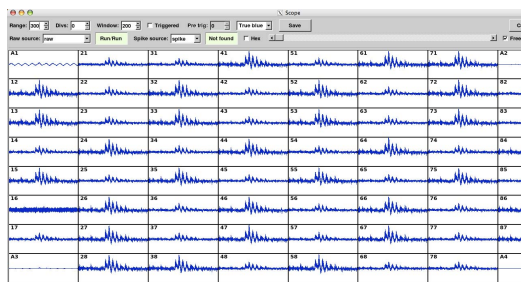 Scope
Range: 300 Divs: 0 Window: 200 Triggered Pre trig: 0 True blue Save
Raw source: raw Run/Run Spike source: spike Not found Hex Free
A1 21 31 41 51 61 71 A2
12 22 32 42 52 62 72 82
13 23 33 43 53 63 73 83
14 24 34 44 54 64 74 84
15 25 35 45 55 65 75 85
16 26 36 46 56 66 76 86
17 27 37 47 57 67 77 87
A3 28 38 48 58 68 78 A4